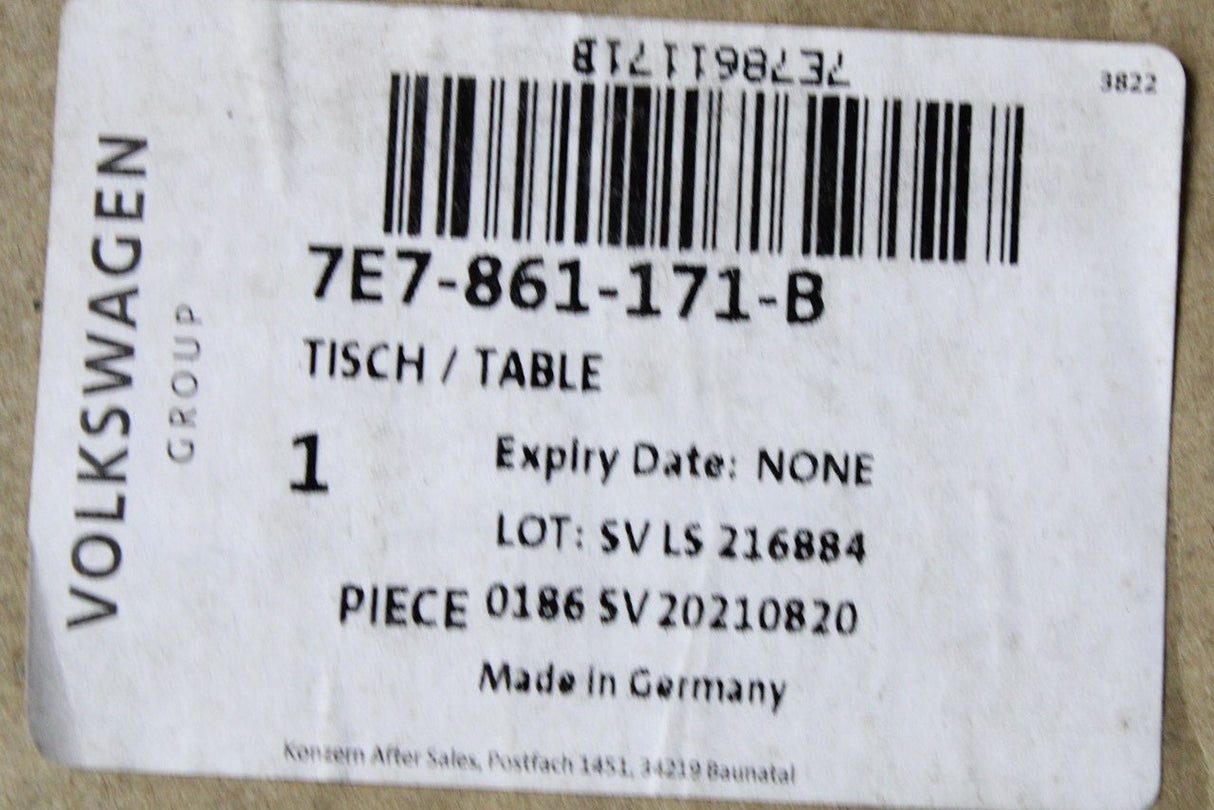 7E7861171B
3822
VOLKSWAGEN
GROUP
7E7-861-171-B
TISCH / TABLE
1
Expiry Date: NONE
LOT: SV LS 216884
PIECE 0186 SV 20210820
Made in Germany
Konzern After Sales, Postfach 1451, 34219 Baunatal